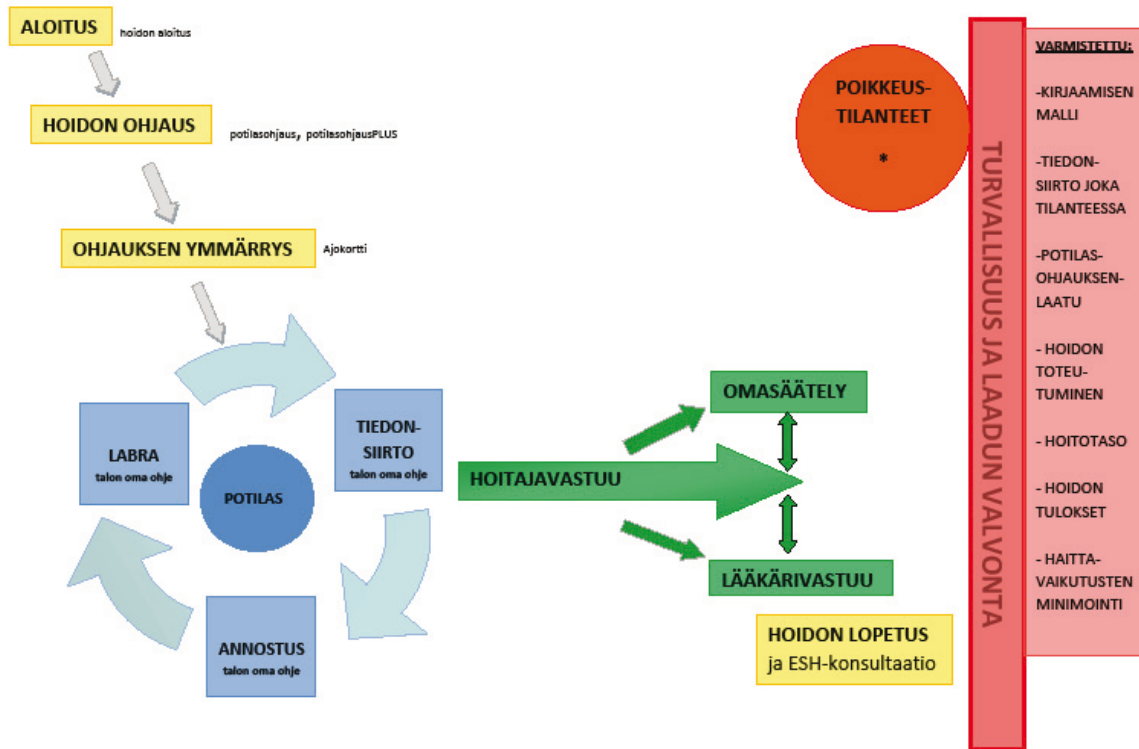 ALOITUS
hoidon aloitus
HOIDON OHJAUS
potilasohjaus, potilasohjausPLUS
OHJAUKSEN YMMÄRRYS
Ajokortti
LABRA
talon oma ohje
POTILAS
TIEDON-
SIIRTO
talon oma ohje
ANNOSTUS
talon oma ohje
HOITAJAVASTUU
OMASÄÄTELY
LÄÄKÄRIVASTUU
HOIDON LOPETUS
ja ESH-konsultaatio
POIKKEUS-
TILANTEET
*
TURVALLISUUS JA LAADUN VALVONTA
VARMISTETTU:
-KIRJAAMISEN
MALLI
-TIEDON-
SIIRTO JOKA
TILANTEESSA
-POTILAS-
OHJAUKSEN-
LAATU
- HOIDON
TOTEU-
TUMINEN
- HOITOTASO
- HOIDON
TULOKSET
- HAITTA-
VAIKUTUSTEN
MINIMOINTI